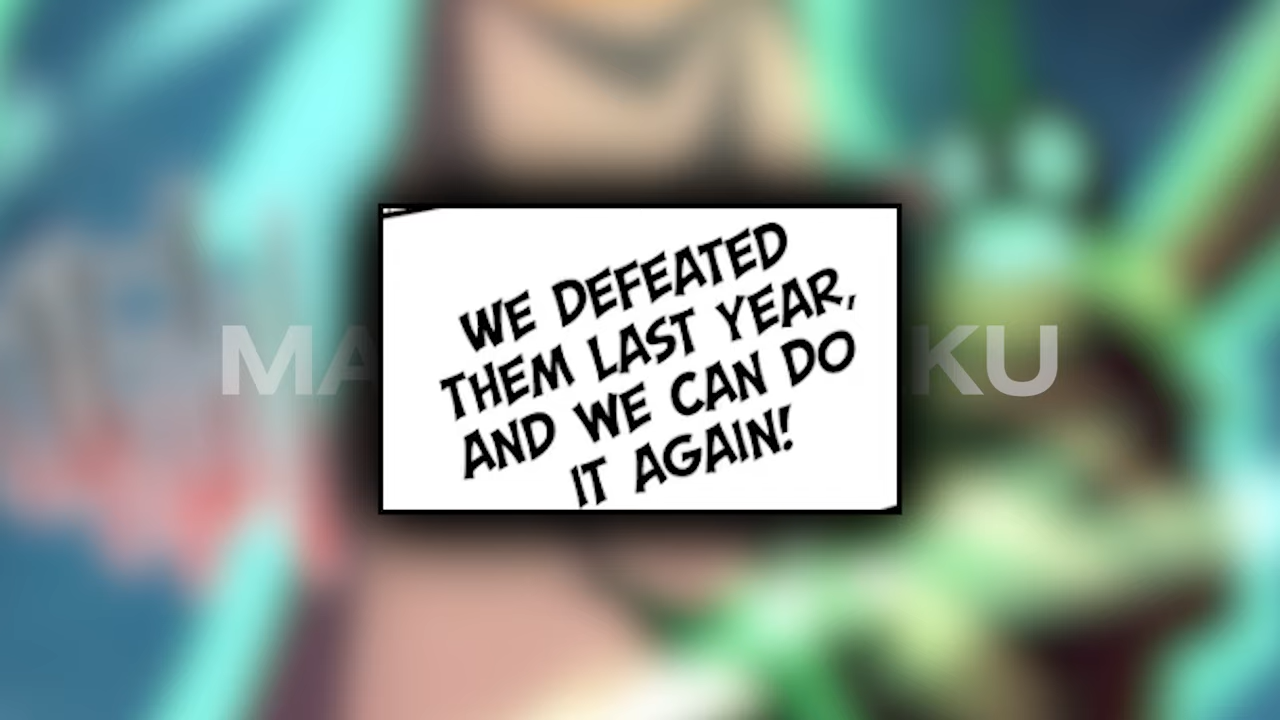 WE DEFEATED
THEM LAST YEAR,
AND WE CAN DO
IT AGAIN!